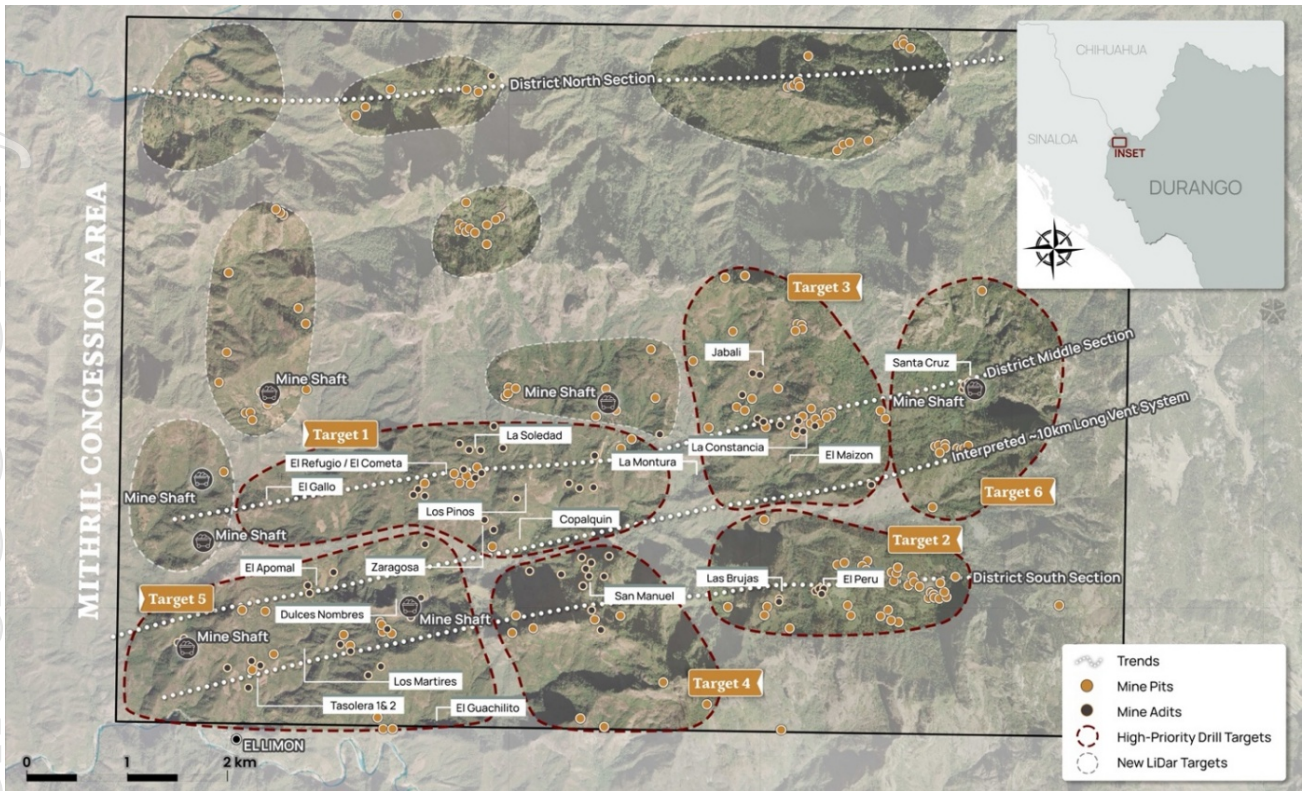 District North Section
CHIHUAHUA
SINALOA
INSET
DURANGO
MITHRIL CONCESSION AREA
Target 3
Jabali
Santa Cruz
District Middle Section
Mine Shaft
Mine Shaft
Mine Shaft
Target 1
La Soledad
La Constancia
El Maizon
Interpreted ~10km Long Vent System
El Refugio / El Cometa
La Montura
El Gallo
Mine Shaft
Los Pinos
Copalquin
Target 6
Mine Shaft
Target 2
El Apomal
Zaragosa
Las Brujas
El Peru
District South Section
Target 5
San Manuel
Dulces Nombres
Mine Shaft
Mine Shaft
Los Martires
Target 4
Tasolera 1 & 2
El Guachilito
EL LIMON
0
1
2 km
Trends
Mine Pits
Mine Adits
High-Priority Drill Targets
New LiDar Targets